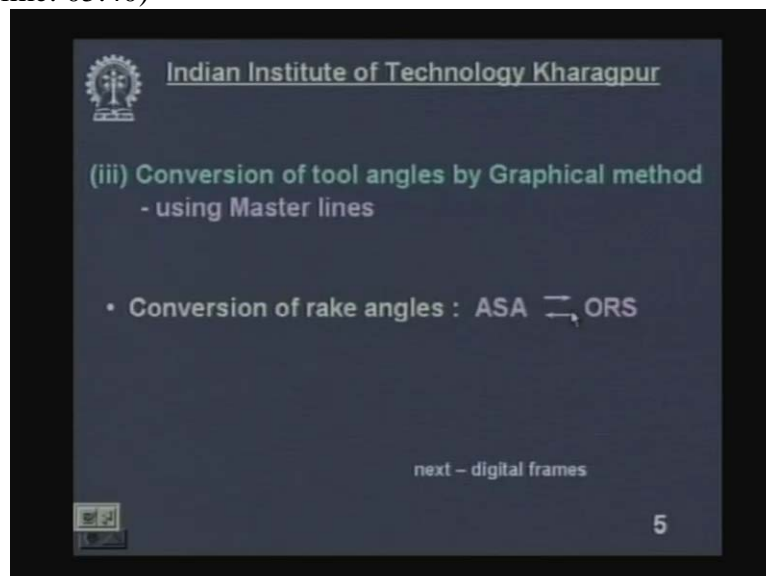 Indian Institute of Technology Kharagpur
(iii) Conversion of tool angles by Graphical method
- using Master lines
• Conversion of rake angles : ASA ⇄ ORS
next – digital frames
5